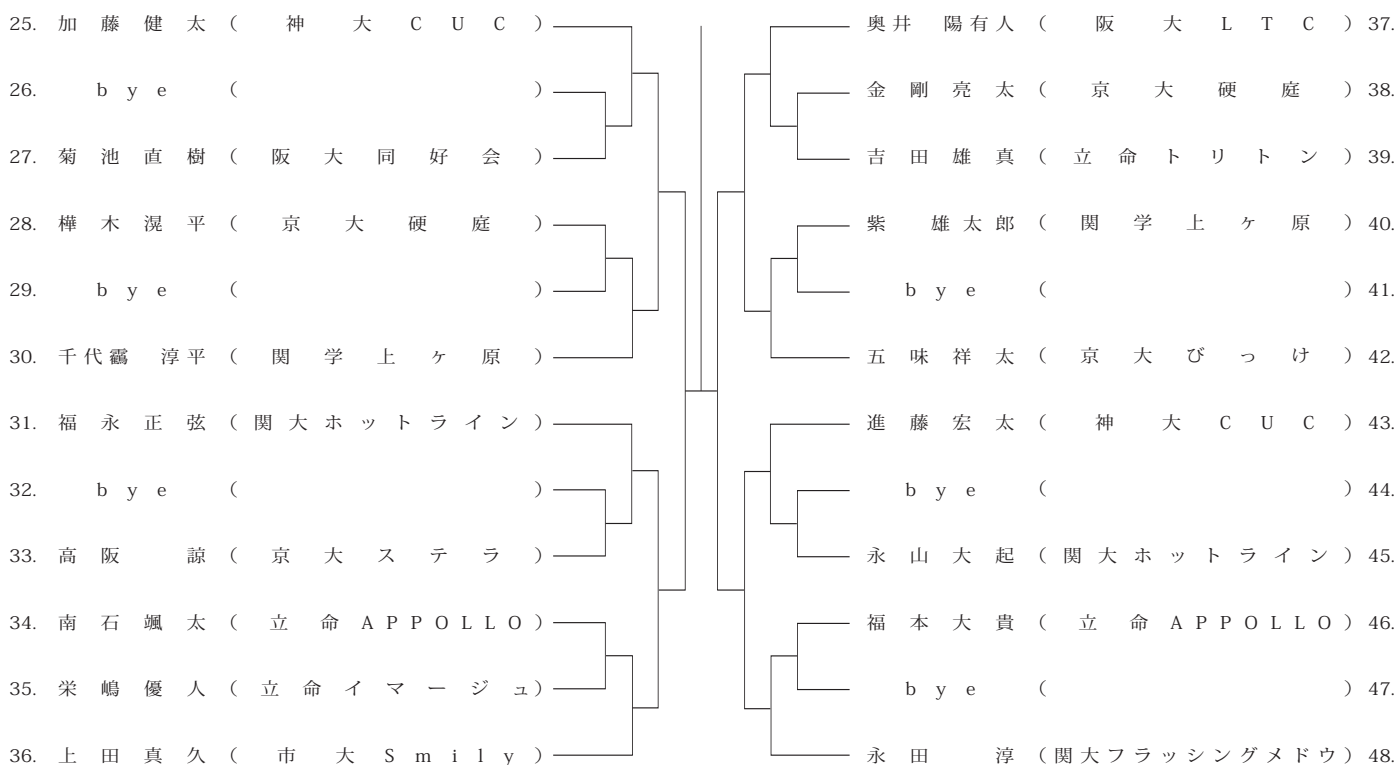 25. 加藤健太(神大CUC)
26. bye ( )
27. 菊池直樹(阪大同好会)
28. 樺木滉平(京大硬庭)
29. bye ( )
30. 千代靏 淳平(関学上ヶ原)
31. 福永正弦(関大ホットライン)
32. bye ( )
33. 高阪 諒(京大ステラ)
34. 南石颯太(立命APPOLLO)
35. 栄嶋優人(立命イマージュ)
36. 上田真久(市大Smily)
奥井 陽有人(阪大LTC) 37.
金剛亮太(京大硬庭) 38.
吉田雄真(立命トリトン) 39.
紫 雄太郎(関学上ヶ原) 40.
bye ( ) 41.
五味祥太(京大びっけ) 42.
進藤宏太(神大CUC) 43.
bye ( ) 44.
永山大起(関大ホットライン) 45.
福本大貴(立命APPOLLO) 46.
bye ( ) 47.
永田 淳(関大フラッシングメドウ) 48.